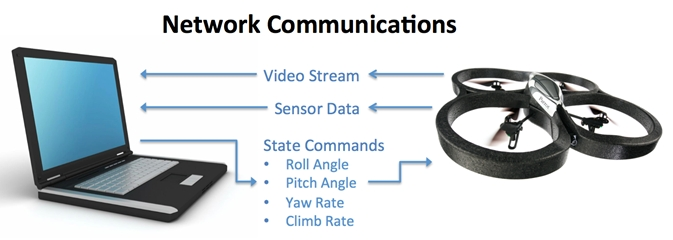 Network Communications
Video Stream
Sensor Data
State Commands
• Roll Angle
• Pitch Angle
• Yaw Rate
• Climb Rate